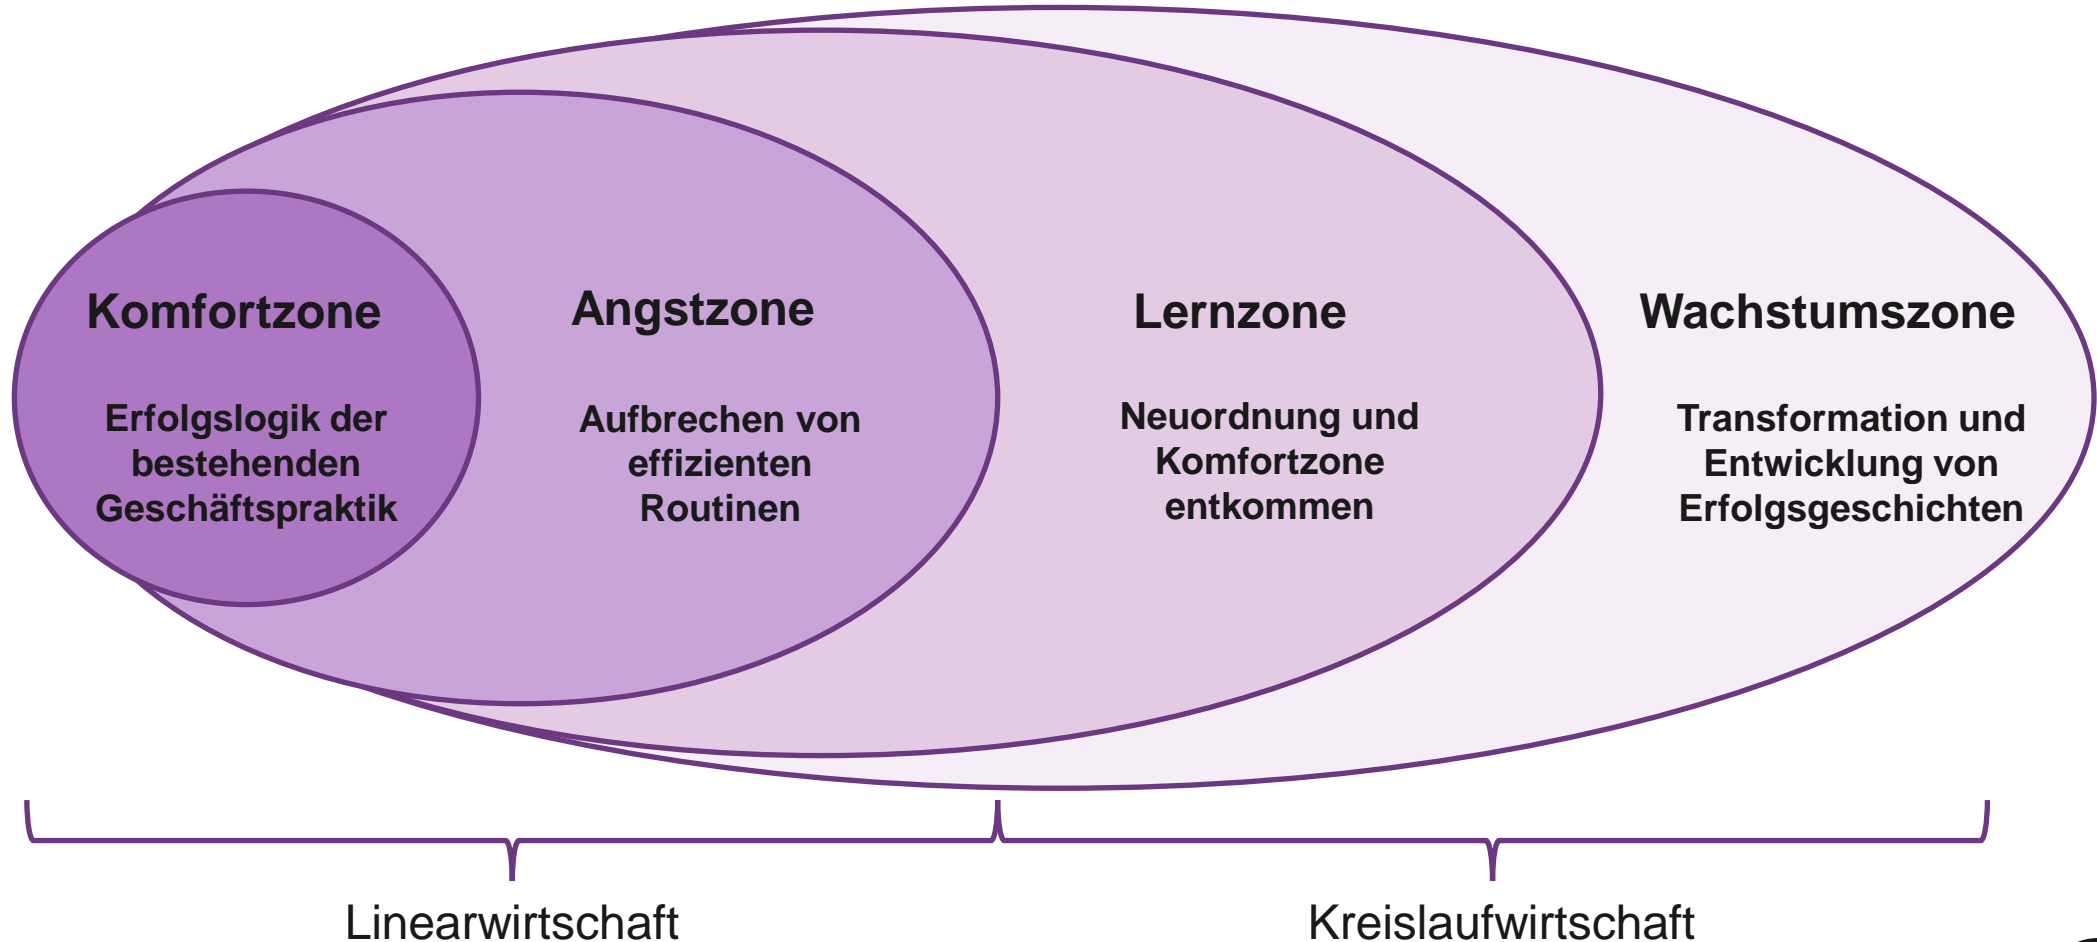 Komfortzone
Erfolgslogik der
bestehenden
Geschäftspraktik
Angstzone
Aufbrechen von
effizienten
Routinen
Lernzone
Neuordnung und
Komfortzone
entkommen
Wachstumszone
Transformation und
Entwicklung von
Erfolgsgeschichten
Linearwirtschaft
Kreislaufwirtschaft